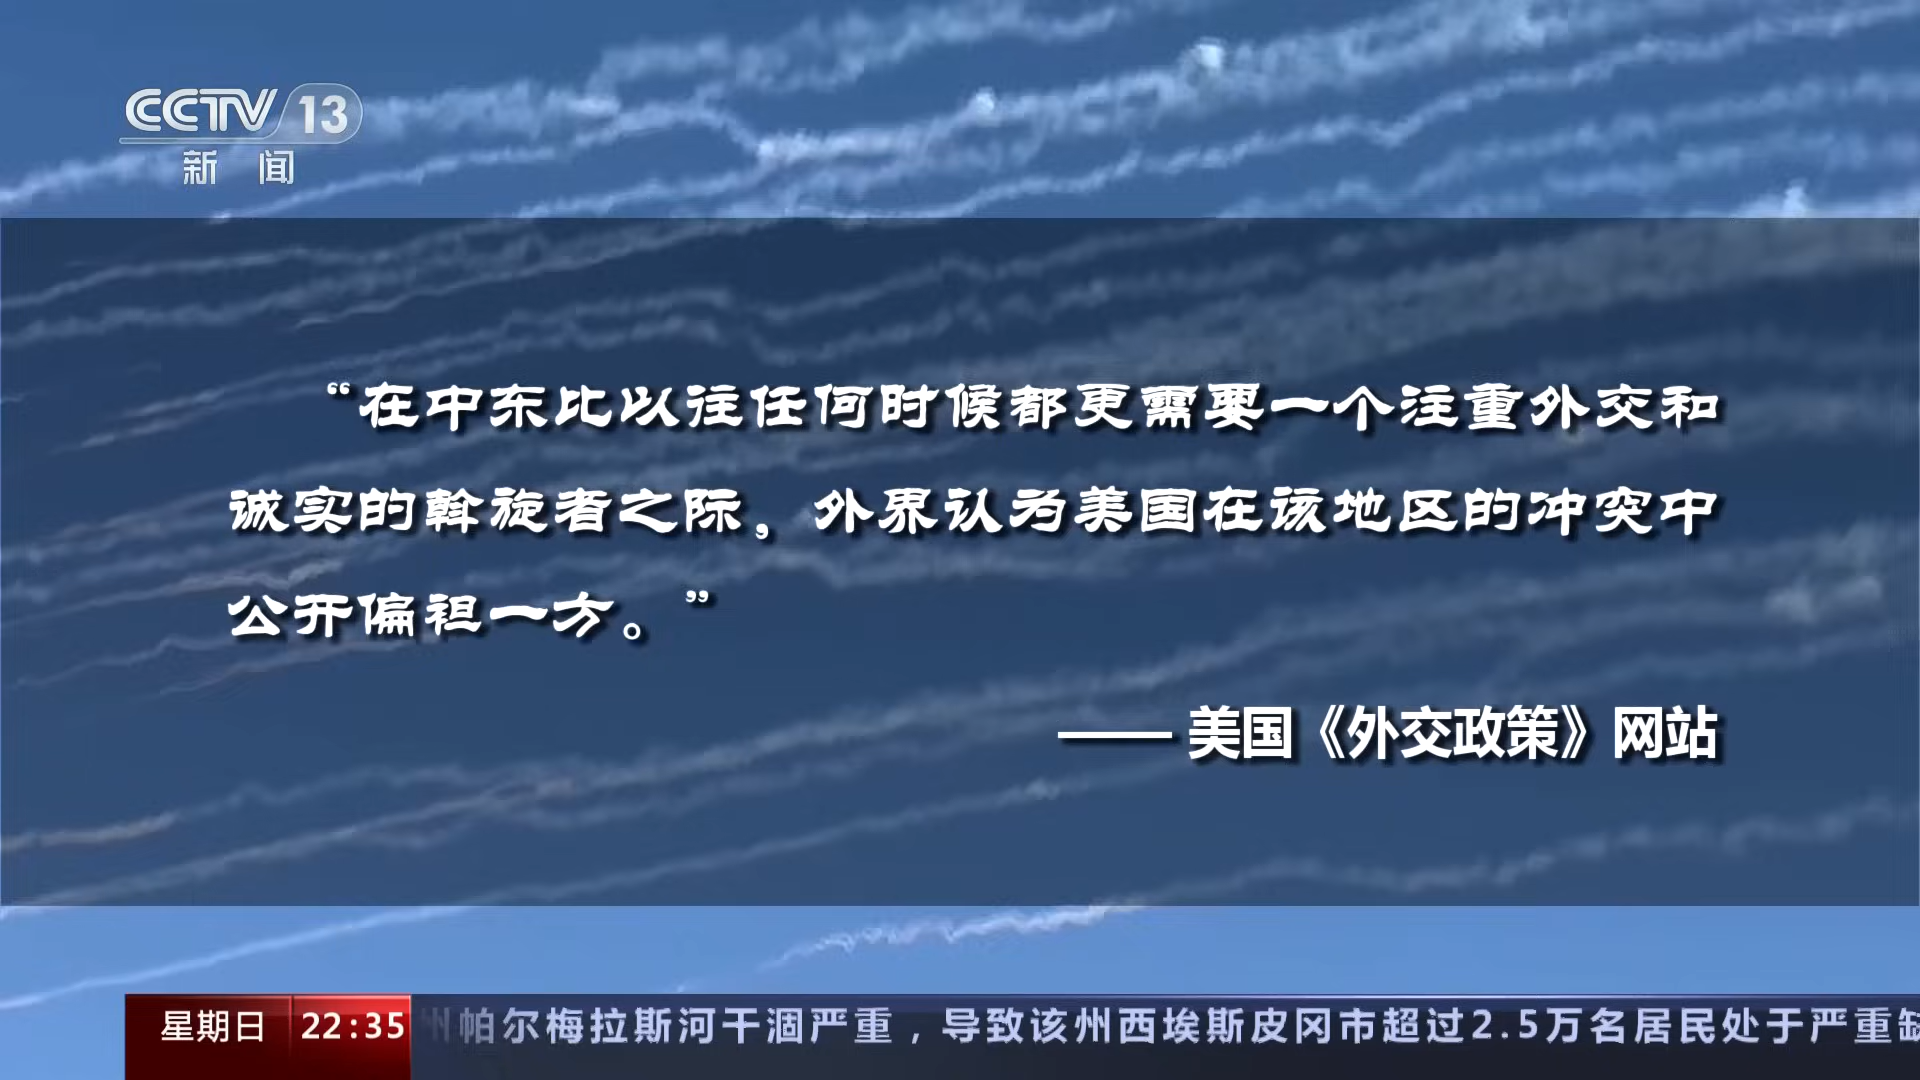 CCTV 13
新闻
“在中东比以往任何时候都更需要一个注重外交和
诚实的斡旋者之际，外界认为美国在该地区的冲突中
公开偏袒一方。”
—— 美国《外交政策》网站
星期日 22:35 州帕尔梅拉斯河干涸严重，导致该州西埃斯皮冈市超过2.5万名居民处于严重缺